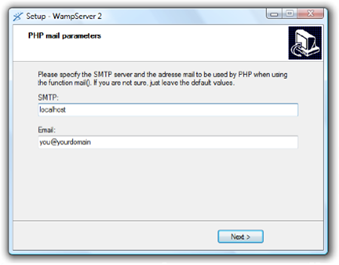 Setup - WampServer 2
PHP mail parameters
Please specify the SMTP server and the adresse mail to be used by PHP when using
the function mail(). If you are not sure, just leave the default values.
SMTP:
localhost
Email:
you@yourdomain
Next >